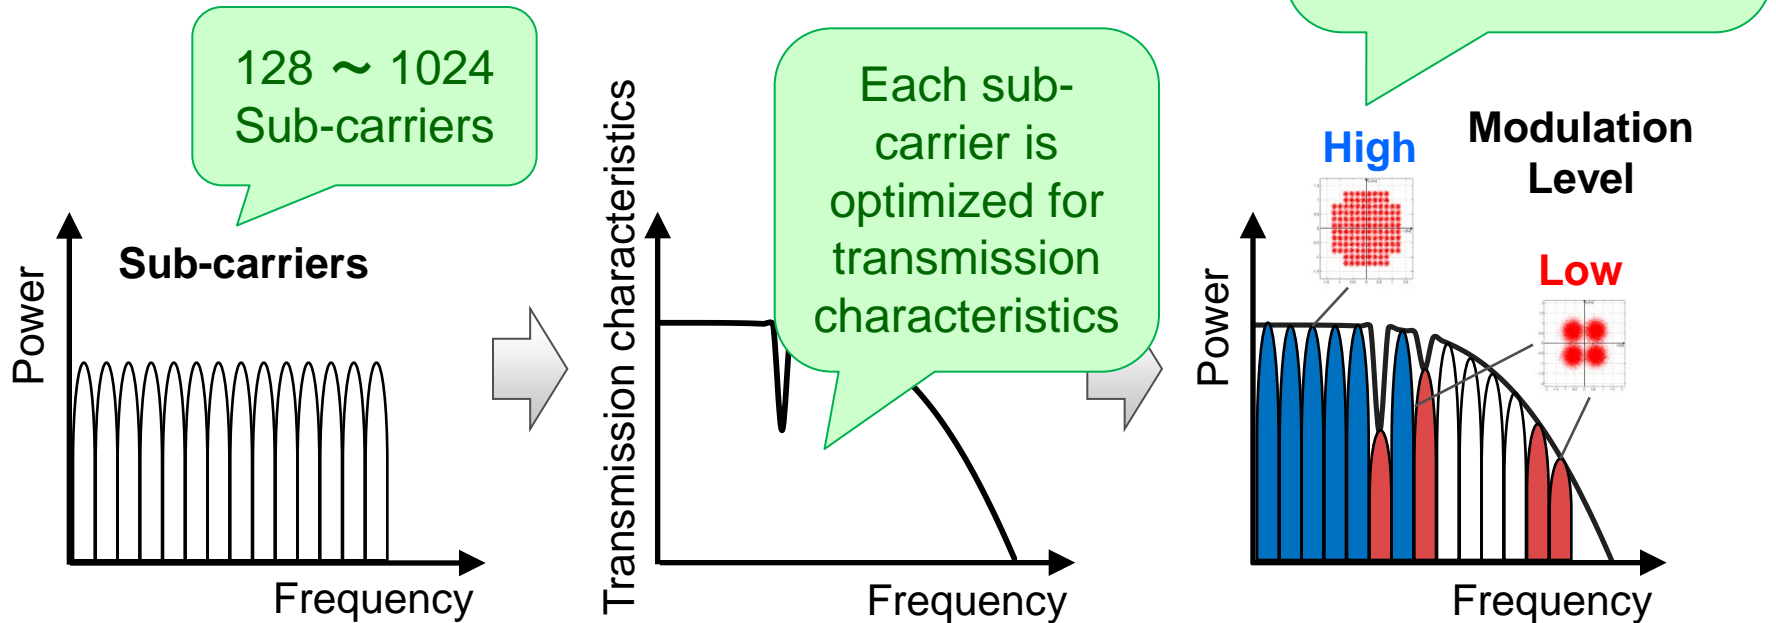 128 ～ 1024
Sub-carriers
Sub-carriers
Power
Frequency
Each sub-
carrier is
optimized for
transmission
characteristics
Transmission characteristics
Frequency
High
Modulation
Level
Low
Power
Frequency